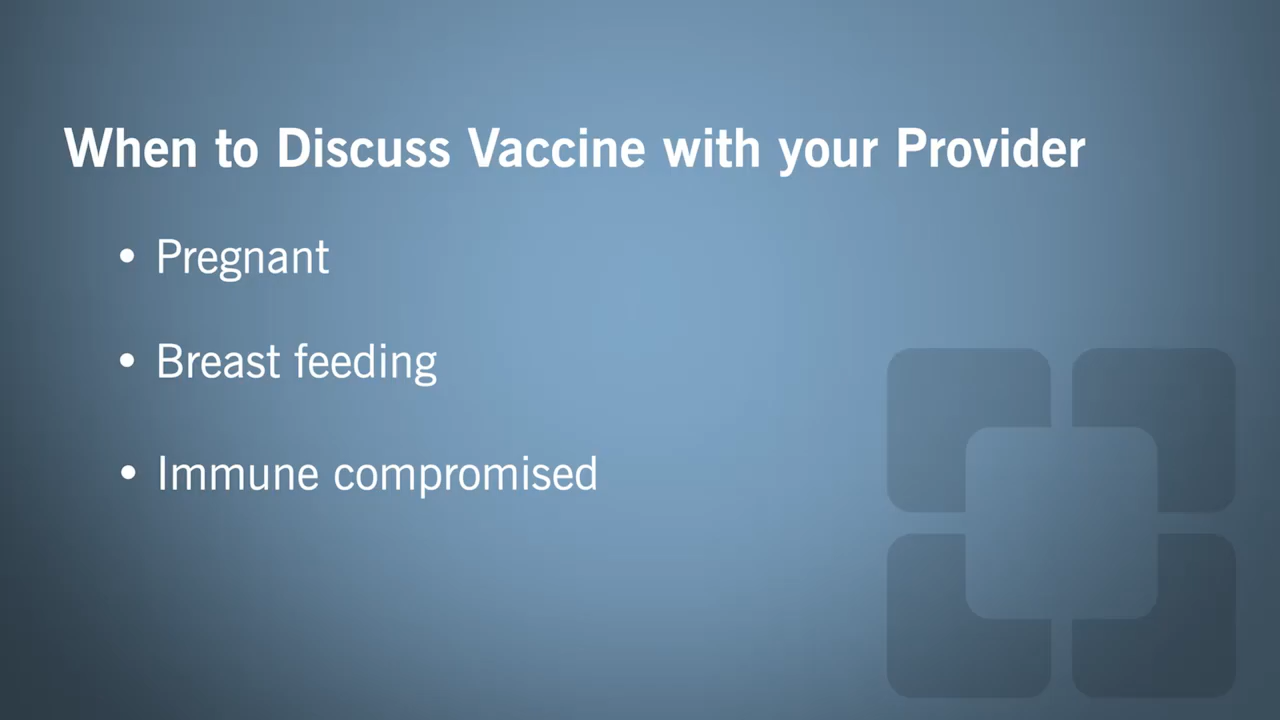 When to Discuss Vaccine with your Provider
• Pregnant
• Breast feeding
• Immune compromised